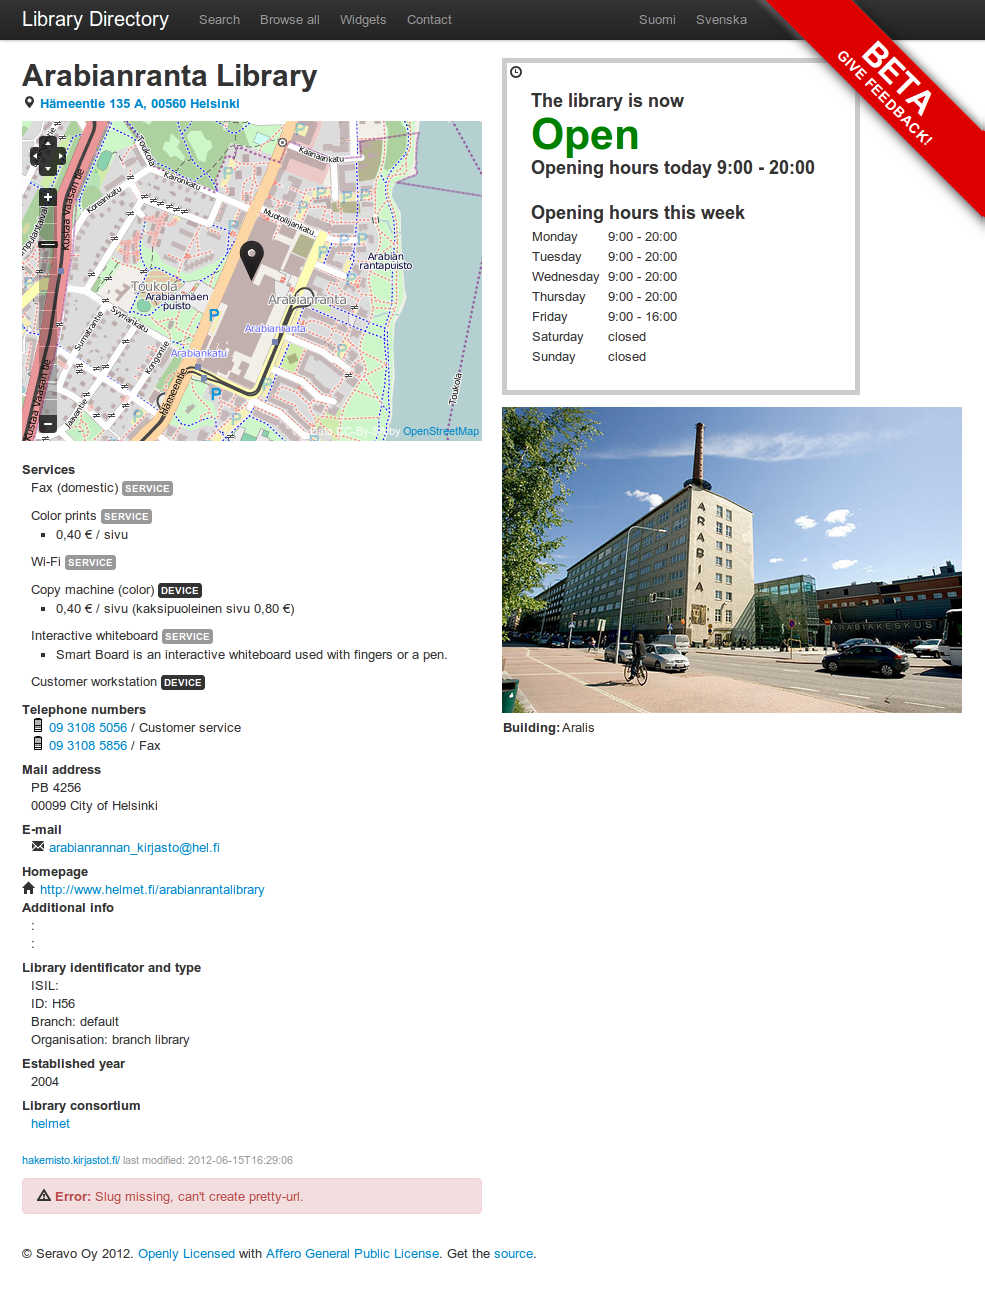 Library Directory Search Browse all Widgets Contact Suomi Svenska
BETA
GIVE FEEDBACK!
Arabianranta Library
Hämeentie 135 A, 00560 Helsinki
Toukola
Kaanaankatu
Kaironkatu
Koreankatu
Kustaa Vaasan tie
Muotoilijankatu
Arabian
rantapuisto
Toukola
Arabianmäen
puisto
Arabianranta
Syynimaankatu
Sumatrantie
Kongontie
Arabianranta
Arabiankatu
Jaavantie
Hämeentie
Kustaa Vaasan tie
Toukola
CC-By-SA by OpenStreetMap
Services
Fax (domestic) SERVICE
Color prints SERVICE
0,40 € / sivu
Wi-Fi SERVICE
Copy machine (color) DEVICE
0,40 € / sivu (kaksipuoleinen sivu 0,80 €)
Interactive whiteboard SERVICE
Smart Board is an interactive whiteboard used with fingers or a pen.
Customer workstation DEVICE
Telephone numbers
09 3108 5056 / Customer service
09 3108 5856 / Fax
Mail address
PB 4256
00099 City of Helsinki
E-mail
arabianrannan_kirjasto@hel.fi
Homepage
http://www.helmet.fi/arabianrantalibrary
Additional info
:
:
Library identificator and type
ISIL:
ID: H56
Branch: default
Organisation: branch library
Established year
2004
Library consortium
helmet
hakemisto.kirjastot.fi/ last modified: 2012-06-15T16:29:06
Error: Slug missing, can't create pretty-url.
The library is now
Open
Opening hours today 9:00 - 20:00
Opening hours this week
Monday 9:00 - 20:00
Tuesday 9:00 - 20:00
Wednesday 9:00 - 20:00
Thursday 9:00 - 20:00
Friday 9:00 - 16:00
Saturday closed
Sunday closed
ARABIA
ARABIAKESKUS
Building: Aralis
© Seravo Oy 2012. Openly Licensed with Affero General Public License. Get the source.